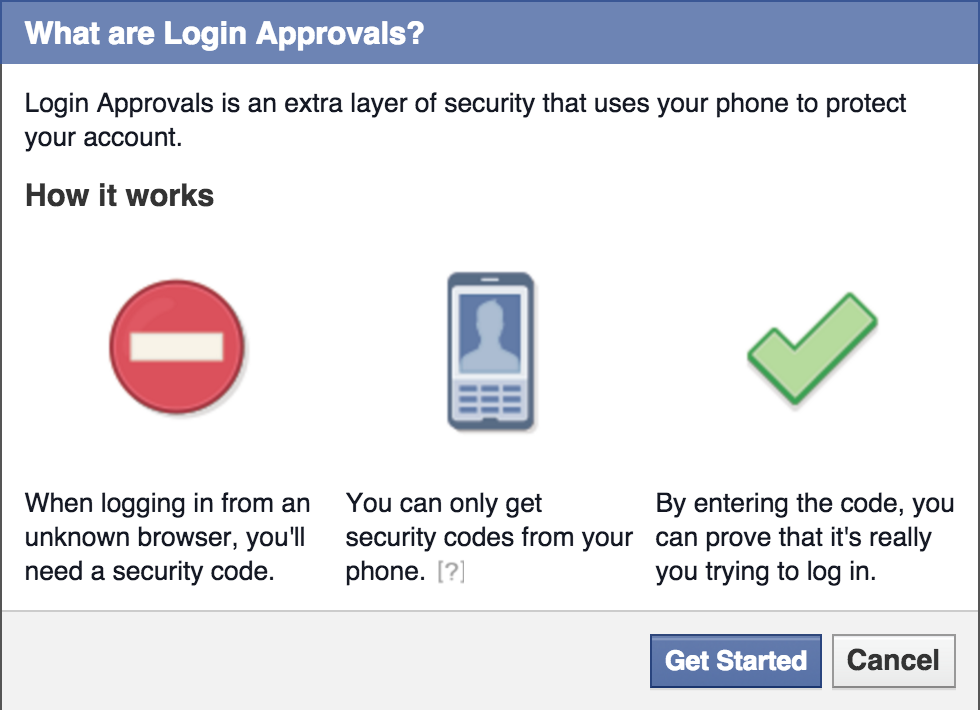 What are Login Approvals?
Login Approvals is an extra layer of security that uses your phone to protect
your account.
How it works
When logging in from an
unknown browser, you'll
need a security code.
You can only get
security codes from your
phone. [?]
By entering the code, you
can prove that it's really
you trying to log in.
Get Started
Cancel